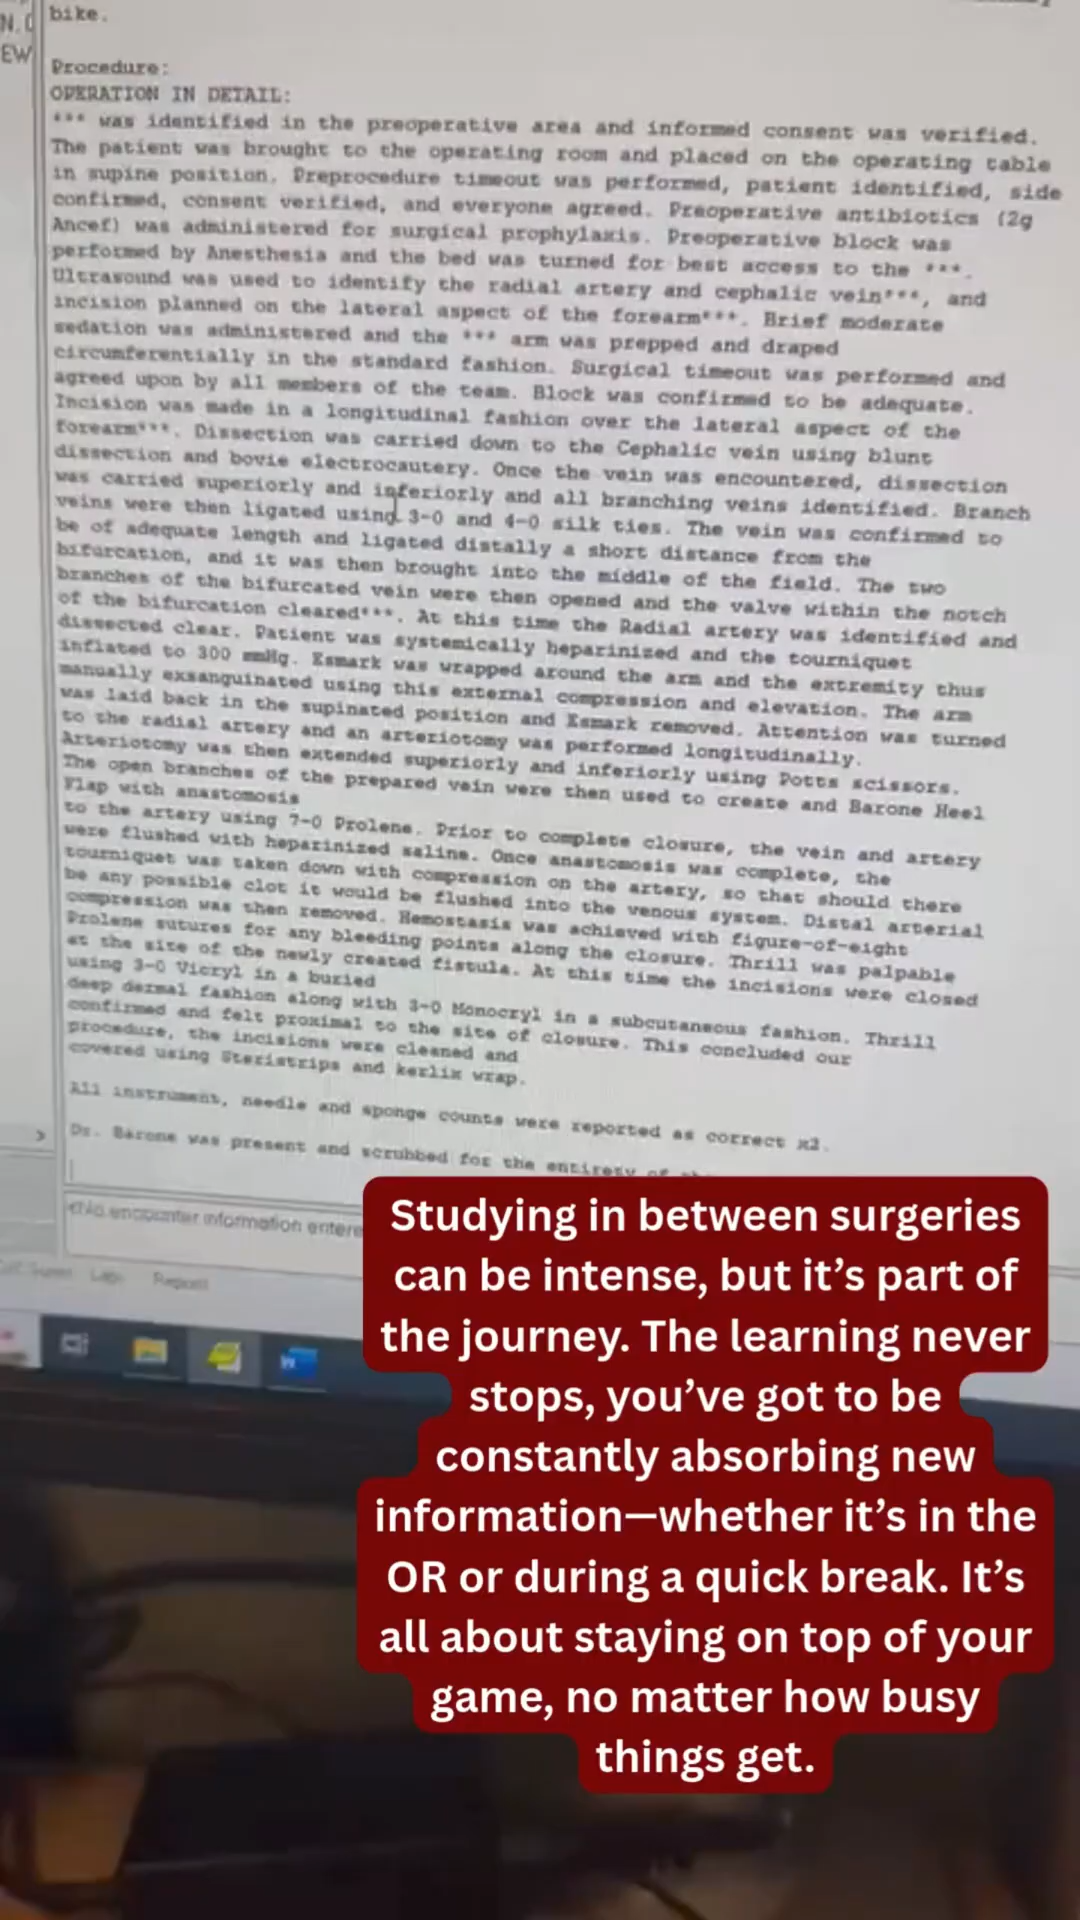 N.
EW
bike.
Procedure:
OPERATION IN DETAIL:
*** was identified in the preoperative area and informed consent was verified.
The patient was brought to the operating room and placed on the operating table
in supine position. Preprocedure timeout was performed, patient identified, side
confirmed, consent verified, and everyone agreed. Preoperative antibiotics (2g
Ancef) was administered for surgical prophylaxis. Preoperative block was
performed by Anesthesia and the bed was turned for best access to the ***.
Ultrasound was used to identify the radial artery and cephalic vein***, and
incision planned on the lateral aspect of the forearm***. Brief moderate
sedation was administered and the *** arm was prepped and draped
circumferentially in the standard fashion. Surgical timeout was performed and
agreed upon by all members of the team. Block was confirmed to be adequate.
Incision was made in a longitudinal fashion over the lateral aspect of the
forearm***. Dissection was carried down to the Cephalic vein using blunt
dissection and bovie electrocautery. Once the vein was encountered, dissection
was carried superiorly and inferiorly and all branching veins identified. Branch
veins were then ligated using 3-0 and 4-0 silk ties. The vein was confirmed to
be of adequate length and ligated distally a short distance from the
bifurcation, and it was then brought into the middle of the field. The two
branches of the bifurcated vein were then opened and the valve within the notch
of the bifurcation cleared***. At this time the Radial artery was identified and
dissected clear. Patient was systemically heparinized and the tourniquet
inflated to 300 mmHg. Esmark was wrapped around the arm and the extremity thus
manually exsanguinated using this external compression and elevation. The arm
was laid back in the supinated position and Esmark removed. Attention was turned
to the radial artery and an arteriotomy was performed longitudinally.
Arteriotomy was then extended superiorly and inferiorly using Potts scissors.
The open branches of the prepared vein were then used to create and Barone Heel
Flap with anastomosis
to the artery using 7-0 Prolene. Prior to complete closure, the vein and artery
were flushed with heparinized saline. Once anastomosis was complete, the
tourniquet was taken down with compression on the artery, so that should there
be any possible clot it would be flushed into the venous system. Distal arterial
compression was then removed. Hemostasis was achieved with figure-of-eight
Prolene sutures for any bleeding points along the closure. Thrill was palpable
at the site of the newly created fistula. At this time the incisions were closed
using 3-0 Vicryl in a buried
deep dermal fashion along with 3-0 Monocryl in a subcutaneous fashion. Thrill
confirmed and felt proximal to the site of closure. This concluded our
procedure, the incisions were cleaned and
covered using Steristrips and kerlix wrap.
All instrument, needle and sponge counts were reported as correct x2.
Dr. Barone was present and scrubbed for the entirety of
<No encounter information entere
Labs Report
Studying in between surgeries
can be intense, but it’s part of
the journey. The learning never
stops, you’ve got to be
constantly absorbing new
information—whether it’s in the
OR or during a quick break. It’s
all about staying on top of your
game, no matter how busy
things get.